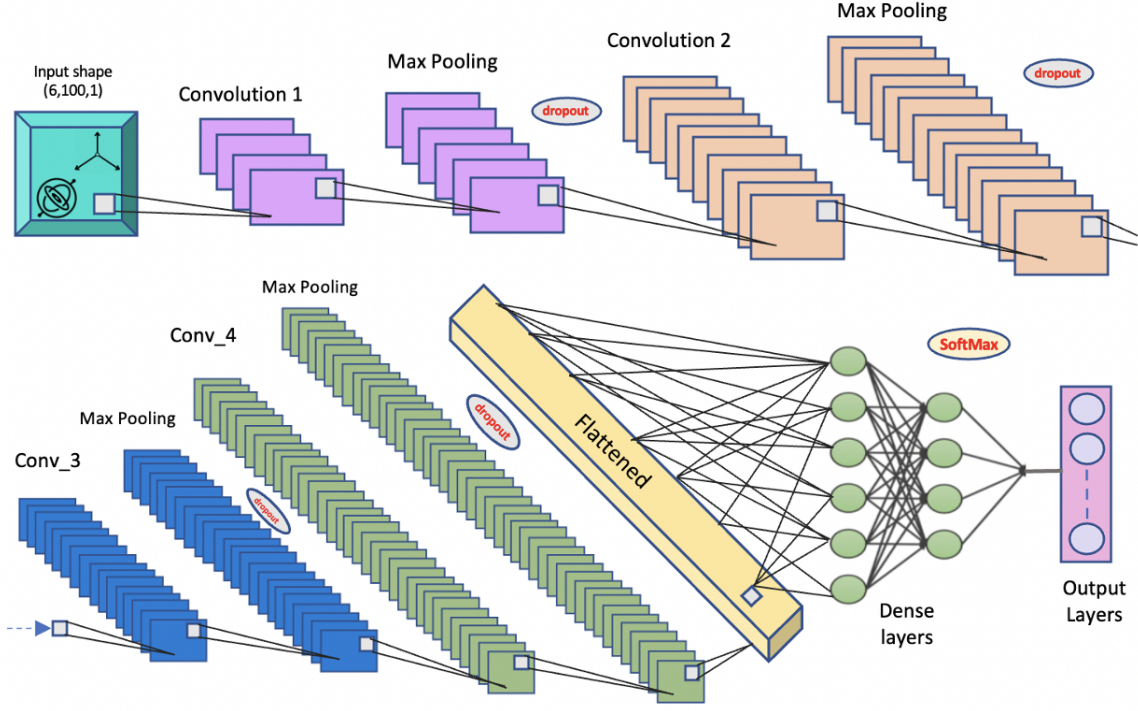 Input shape
(6,100,1)
Convolution 1
Max Pooling
dropout
Convolution 2
Max Pooling
dropout
Conv_3
Max Pooling
dropout
Conv_4
Max Pooling
dropout
Flattened
Dense
layers
SoftMax
Output
Layers